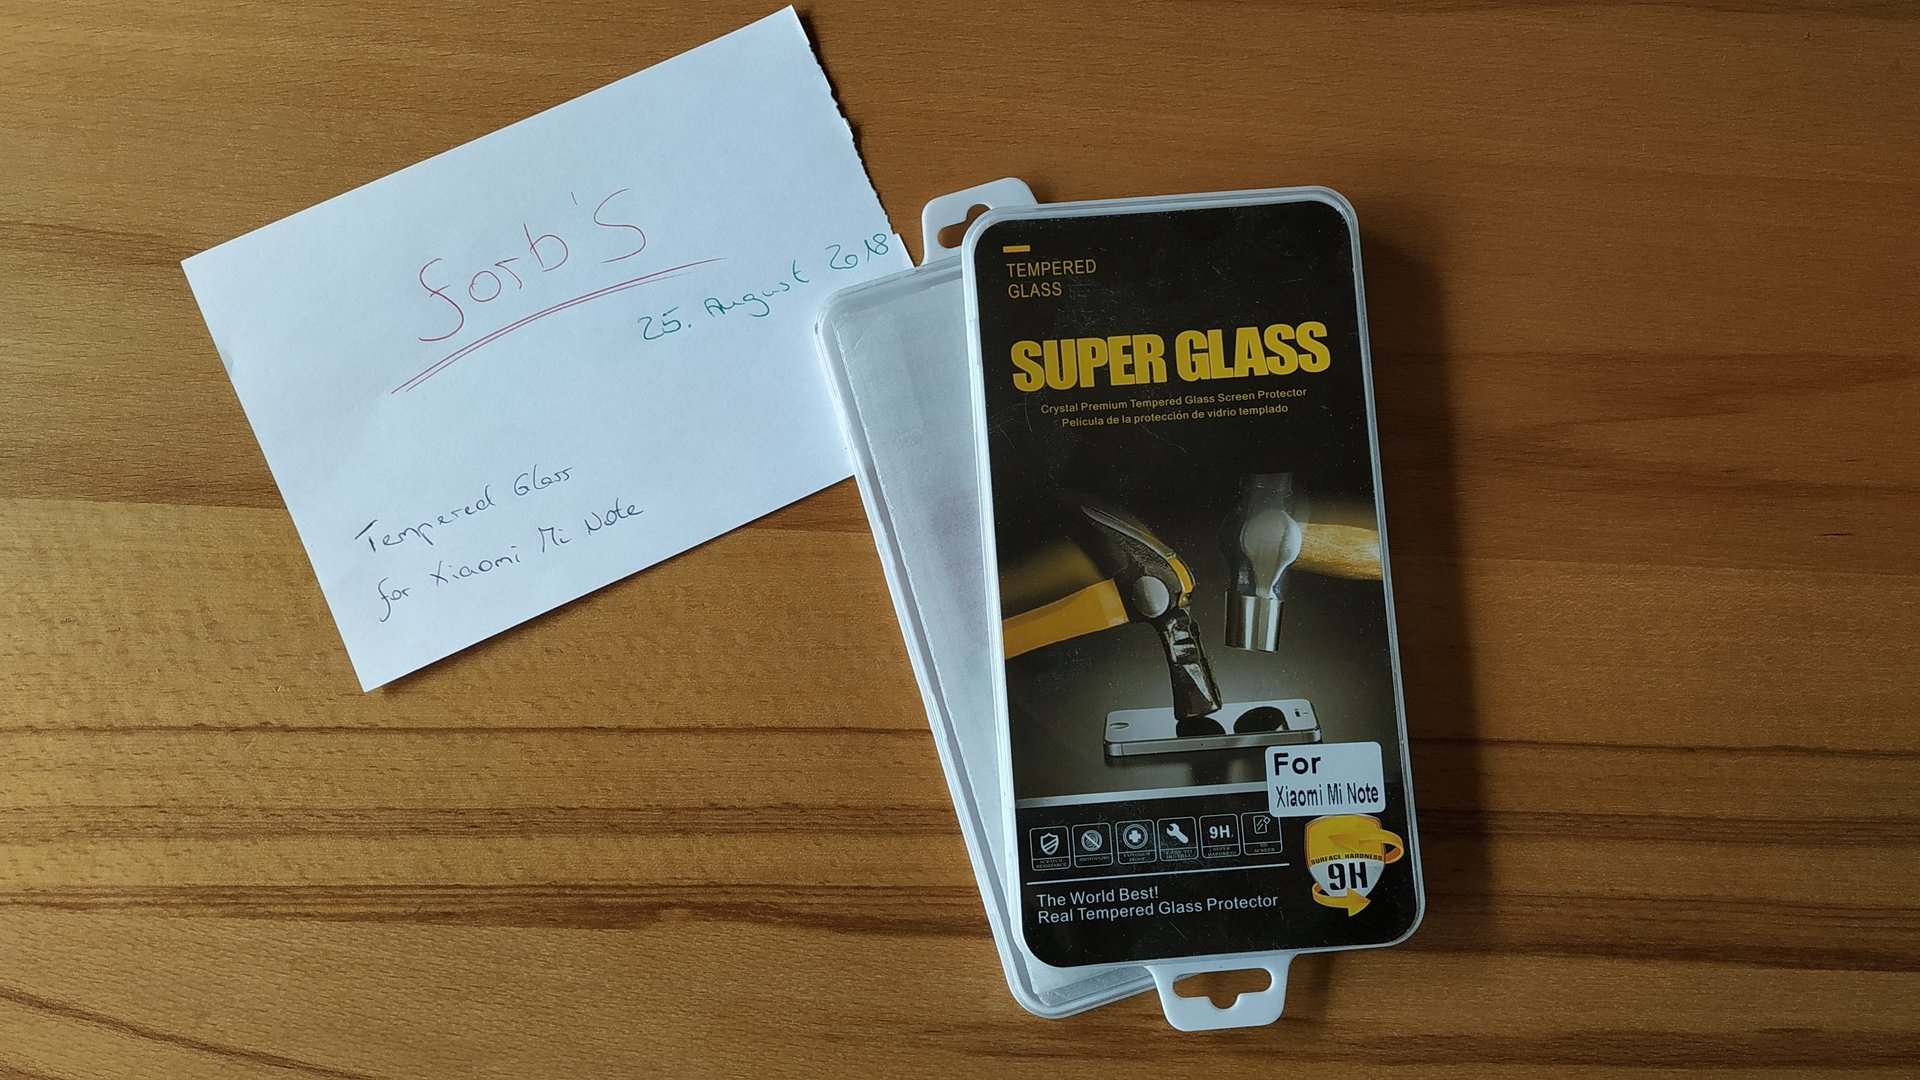 forb's
25. August 2018
Tempered Glass
for Xiaomi Mi Note
TEMPERED
GLASS
SUPER GLASS
Crystal Premium Tempered Glass Screen Protector
Pelicula de la protección de vidrio templado
For
Xiaomi Mi Note
9H
SURFACE HARDNESS
9H
The World Best!
Real Tempered Glass Protector